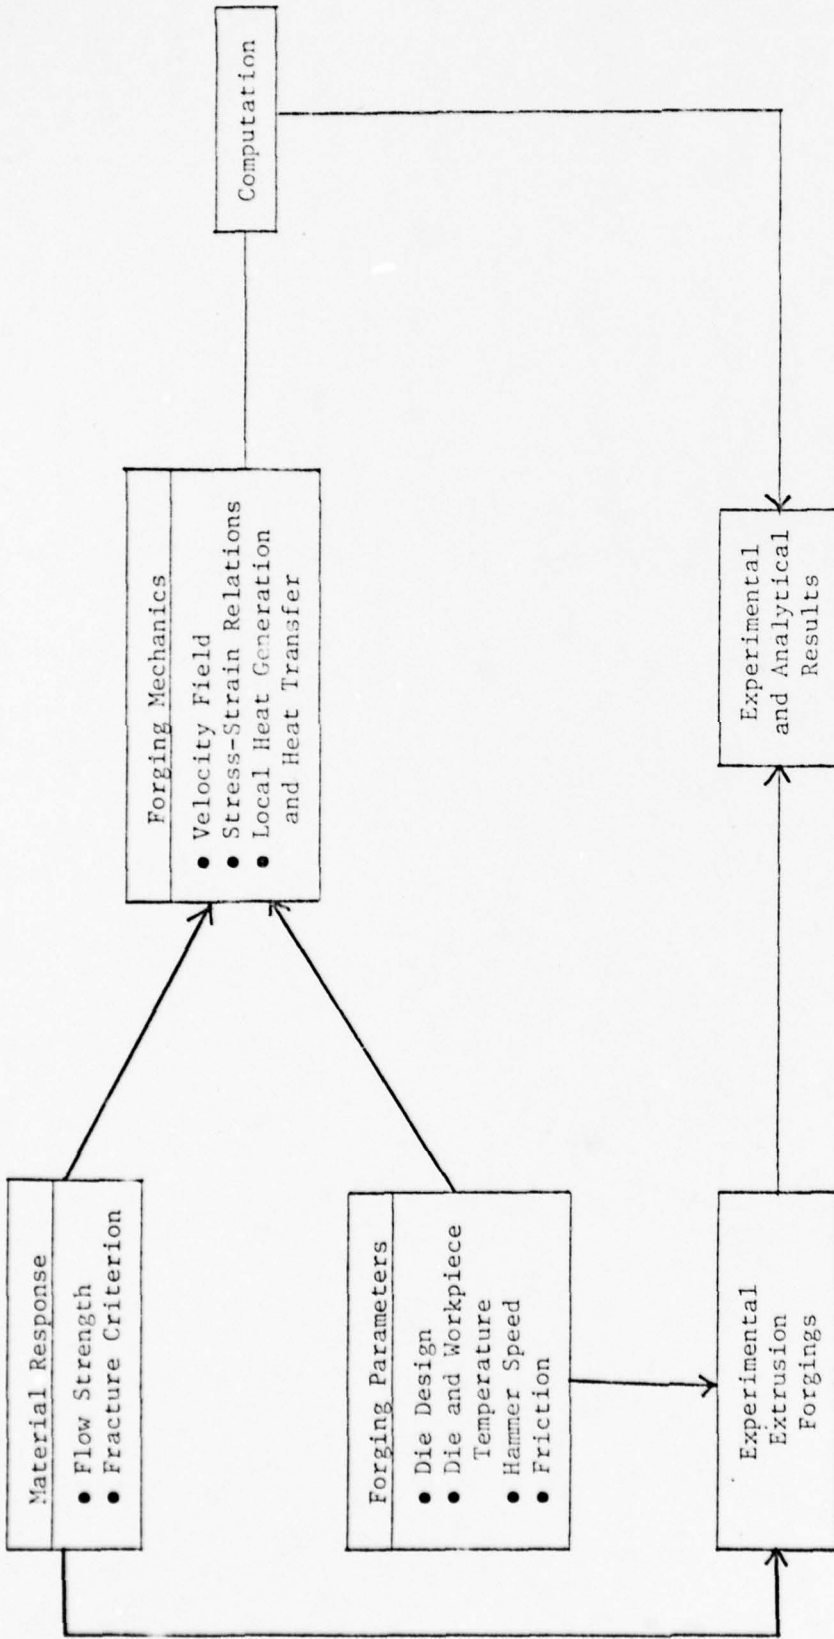 Material Response
● Flow Strength
● Fracture Criterion
Forging Parameters
● Die Design
● Die and Workpiece
Temperature
● Hammer Speed
● Friction
Experimental
Extrusion
Forgings
Forging Mechanics
● Velocity Field
● Stress-Strain Relations
● Local Heat Generation
and Heat Transfer
Computation
Experimental
and Analytical
Results